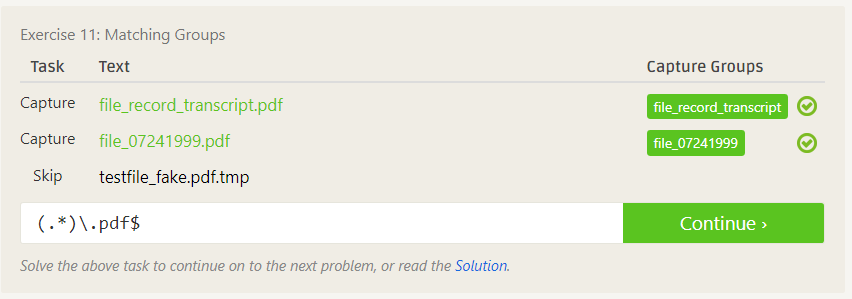 Exercise 11: Matching Groups
Task Text Capture Groups
Capture file_record_transcript.pdf file_record_transcript
Capture file_07241999.pdf file_07241999
Skip testfile_fake.pdf.tmp
(.*)\.pdf$ Continue ›
Solve the above task to continue on to the next problem, or read the Solution.